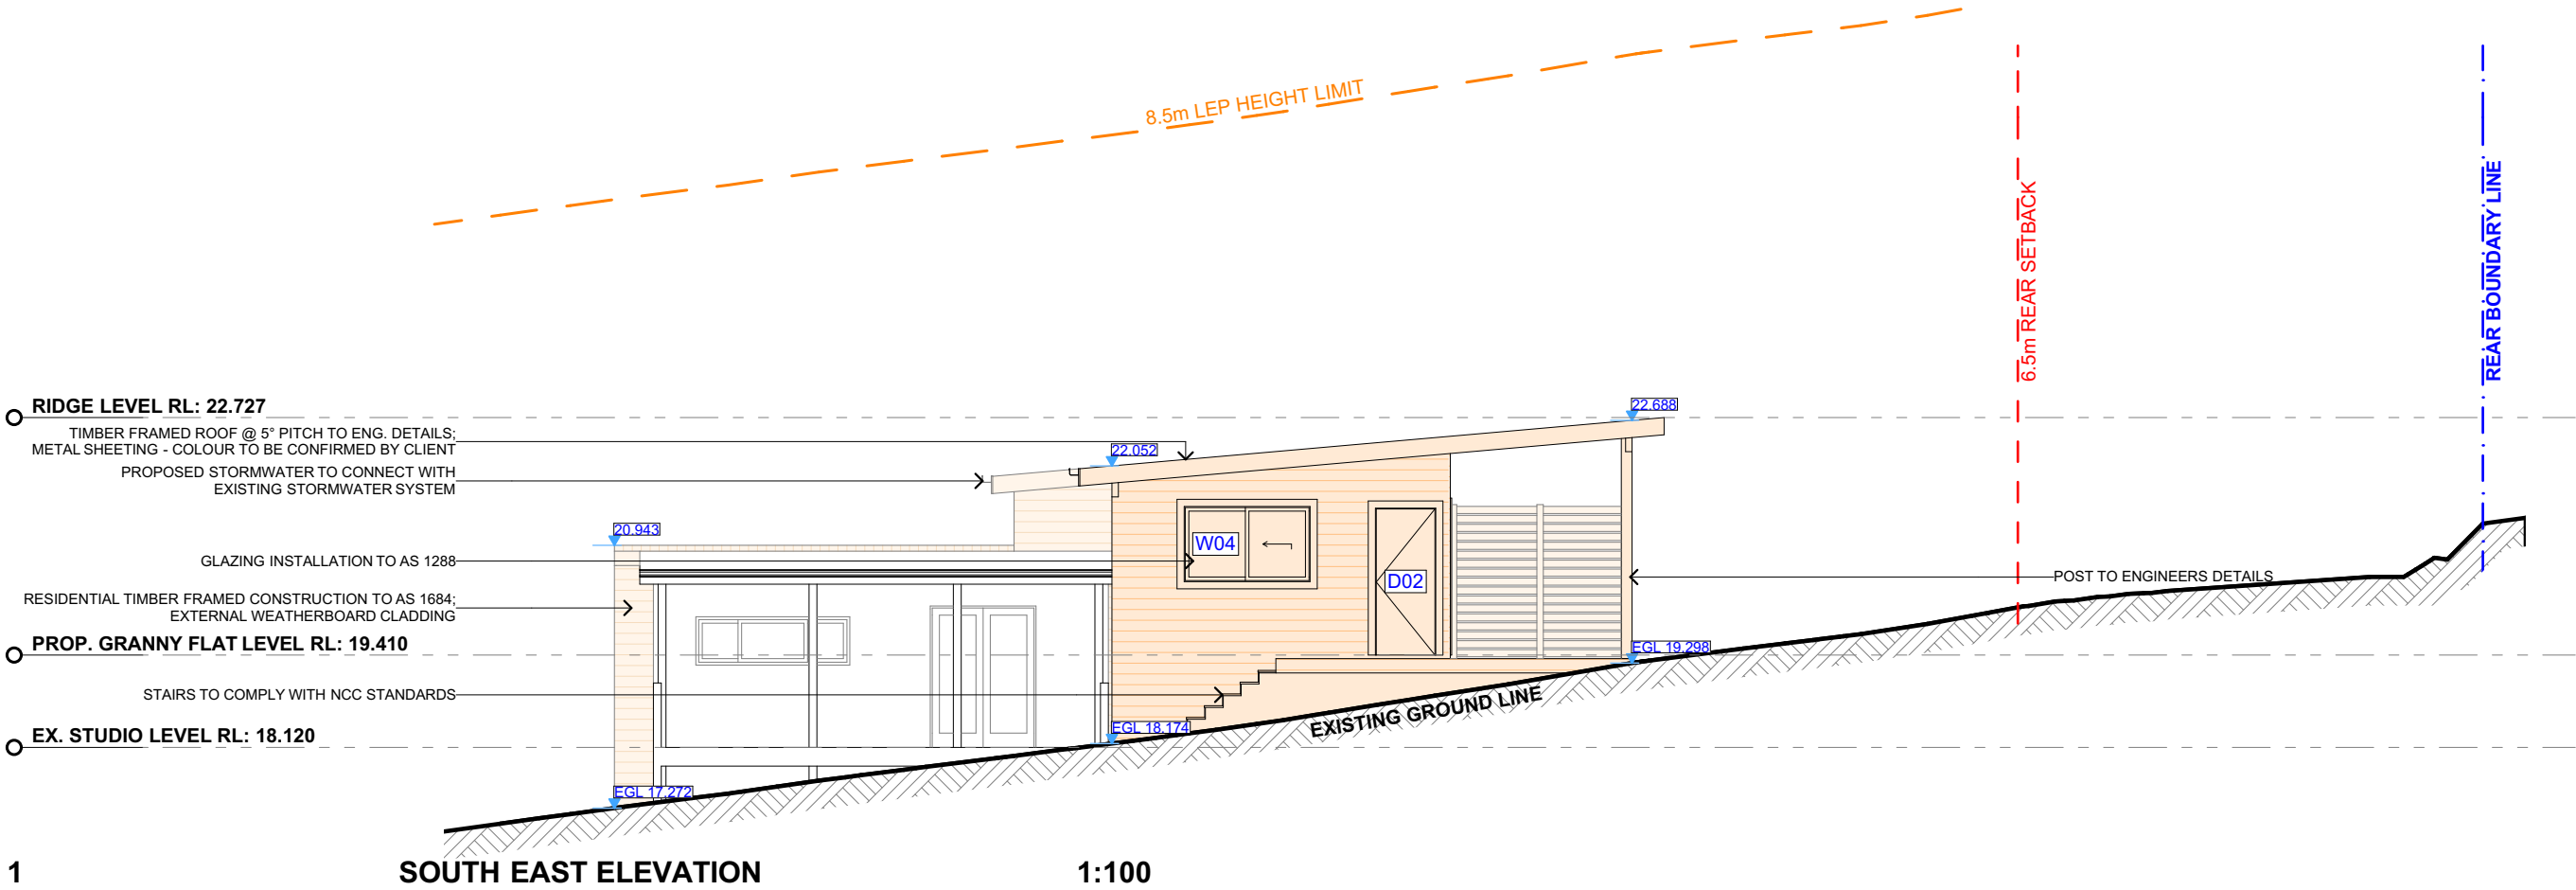 8.5m LEP HEIGHT LIMIT
6.5m REAR SETBACK
REAR BOUNDARY LINE
RIDGE LEVEL RL: 22.727
22.688
TIMBER FRAMED ROOF @ 5° PITCH TO ENG. DETAILS;
METAL SHEETING - COLOUR TO BE CONFIRMED BY CLIENT
22.052
PROPOSED STORMWATER TO CONNECT WITH
EXISTING STORMWATER SYSTEM
20.943
W04
GLAZING INSTALLATION TO AS 1288
D02
POST TO ENGINEERS DETAILS
RESIDENTIAL TIMBER FRAMED CONSTRUCTION TO AS 1684;
EXTERNAL WEATHERBOARD CLADDING
PROP. GRANNY FLAT LEVEL RL: 19.410
EGL 19.298
STAIRS TO COMPLY WITH NCC STANDARDS
EXISTING GROUND LINE
EGL 18.174
EX. STUDIO LEVEL RL: 18.120
EGL 17.272
1
SOUTH EAST ELEVATION
1:100